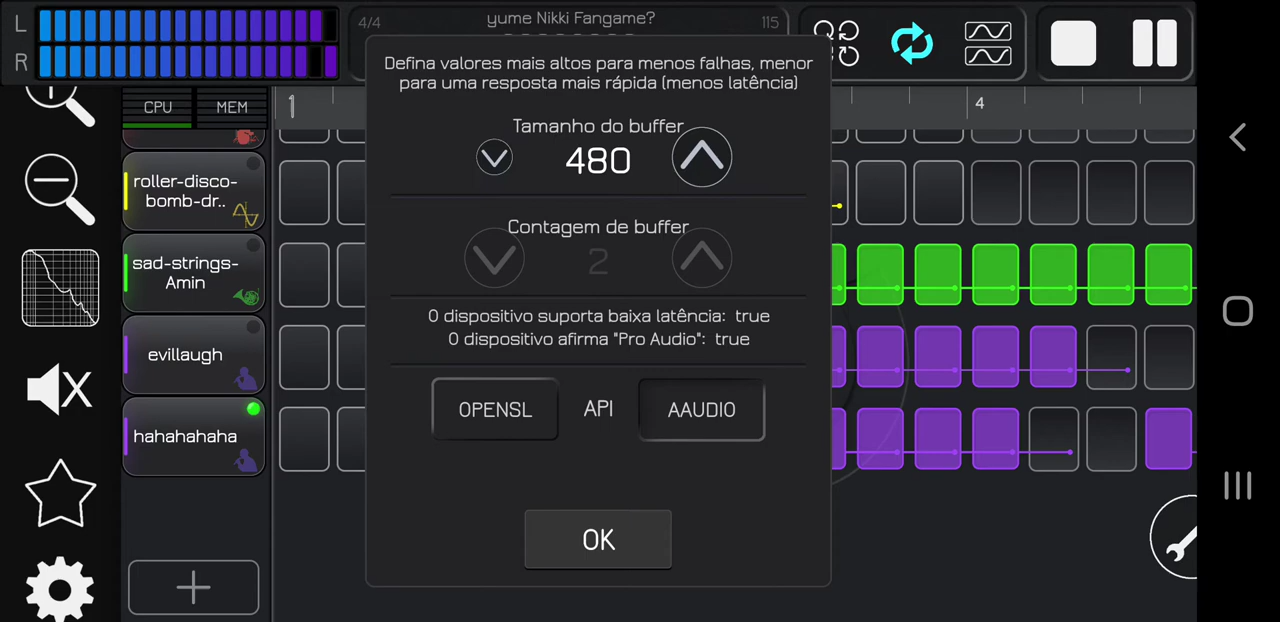 L
R
4/4
yume Nikki Fangame?
115
CPU
MEM
1
4
Defina valores mais altos para menos falhas, menor
para uma resposta mais rápida (menos latência)
Tamanho do buffer
480
Contagem de buffer
2
O dispositivo suporta baixa latência: true
O dispositivo afirma "Pro Audio": true
OPENSL
API
AAUDIO
OK
roller-disco-
bomb-dr..
sad-strings-
Amin
evillaugh
hahahahaha